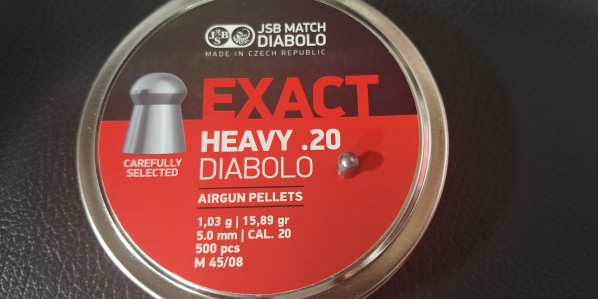 JSB
JSB MATCH
DIABOLO
MADE IN CZECH REPUBLIC
EXACT
HEAVY .20
DIABOLO
CAREFULLY
SELECTED
AIRGUN PELLETS
1,03 g | 15,89 gr
5.0 mm | CAL. 20
500 pcs
M 45/08